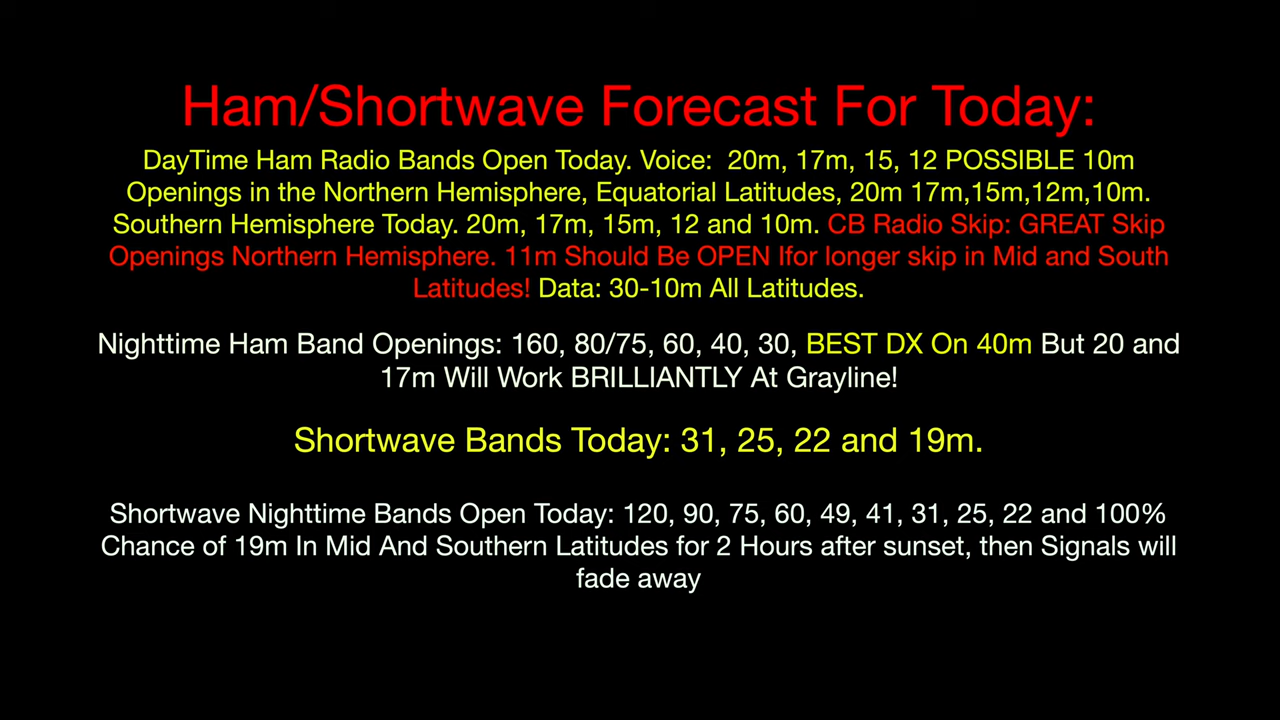 Ham/Shortwave Forecast For Today:
DayTime Ham Radio Bands Open Today. Voice:  20m, 17m, 15, 12 POSSIBLE 10m
Openings in the Northern Hemisphere, Equatorial Latitudes, 20m 17m,15m,12m,10m.
Southern Hemisphere Today. 20m, 17m, 15m, 12 and 10m. CB Radio Skip: GREAT Skip
Openings Northern Hemisphere. 11m Should Be OPEN Ifor longer skip in Mid and South
Latitudes! Data: 30-10m All Latitudes.
Nighttime Ham Band Openings: 160, 80/75, 60, 40, 30, BEST DX On 40m But 20 and
17m Will Work BRILLIANTLY At Grayline!
Shortwave Bands Today: 31, 25, 22 and 19m.
Shortwave Nighttime Bands Open Today: 120, 90, 75, 60, 49, 41, 31, 25, 22 and 100%
Chance of 19m In Mid And Southern Latitudes for 2 Hours after sunset, then Signals will
fade away